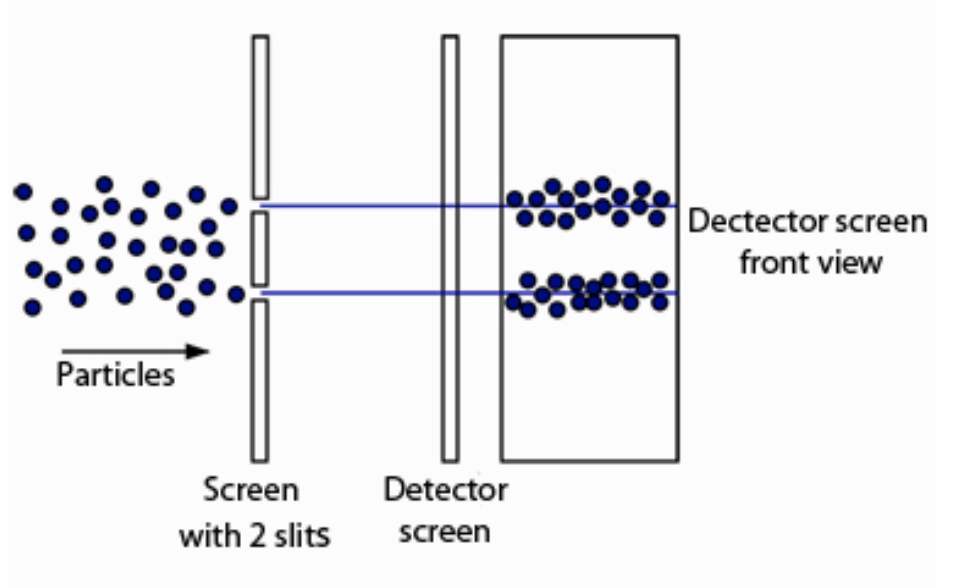 Dectector screen
front view
Particles
Screen
with 2 slits
Detector
screen